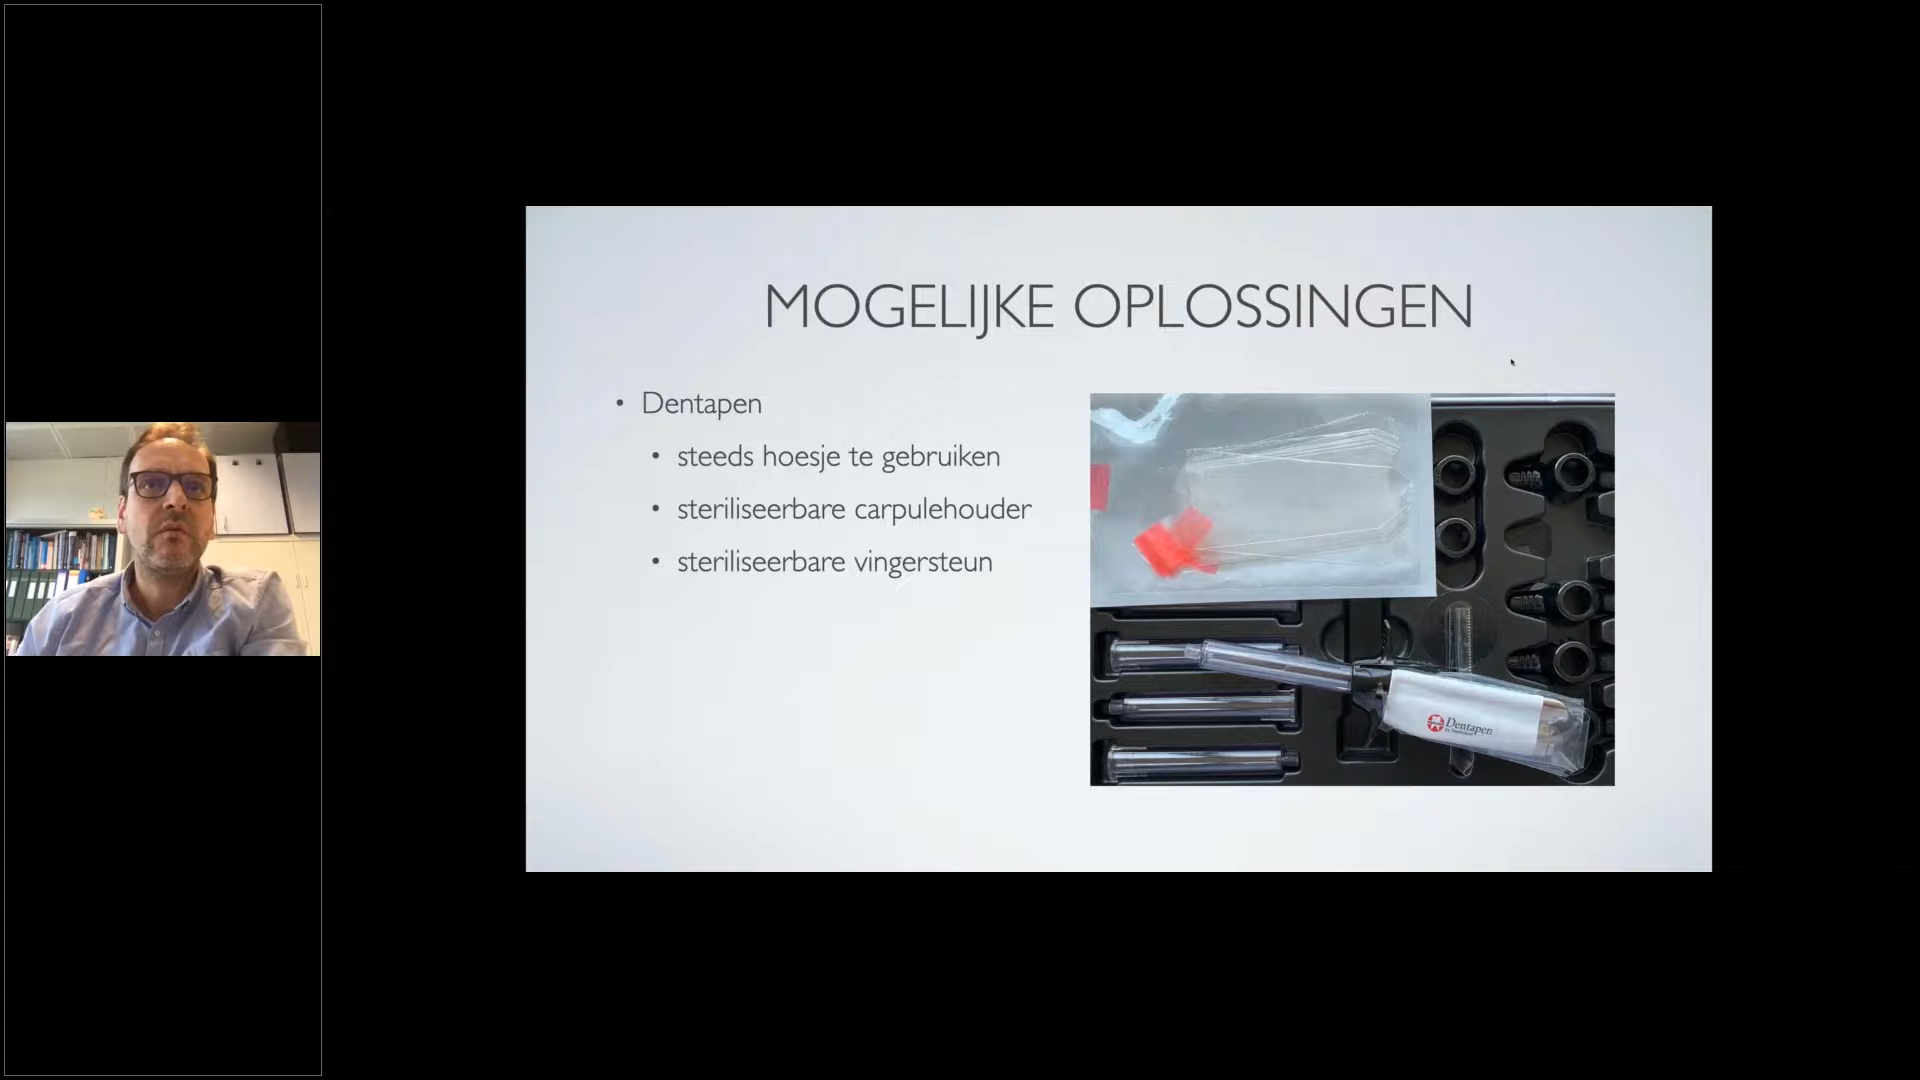 MOGELIJKE OPLOSSINGEN
• Dentapen
• steeds hoesje te gebruiken
• steriliseerbare carpulehouder
• steriliseerbare vingersteun
Dentapen